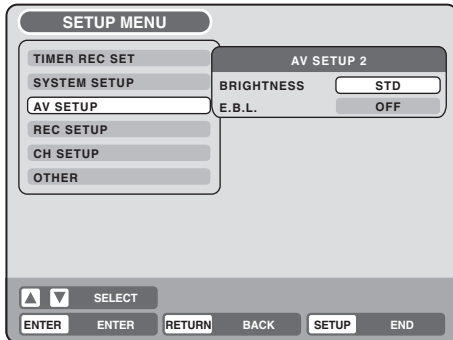 SETUP MENU
TIMER REC SET
SYSTEM SETUP
AV SETUP
REC SETUP
CH SETUP
OTHER
AV SETUP 2
BRIGHTNESS STD
E.B.L. OFF
SELECT
ENTER ENTER RETURN BACK SETUP END